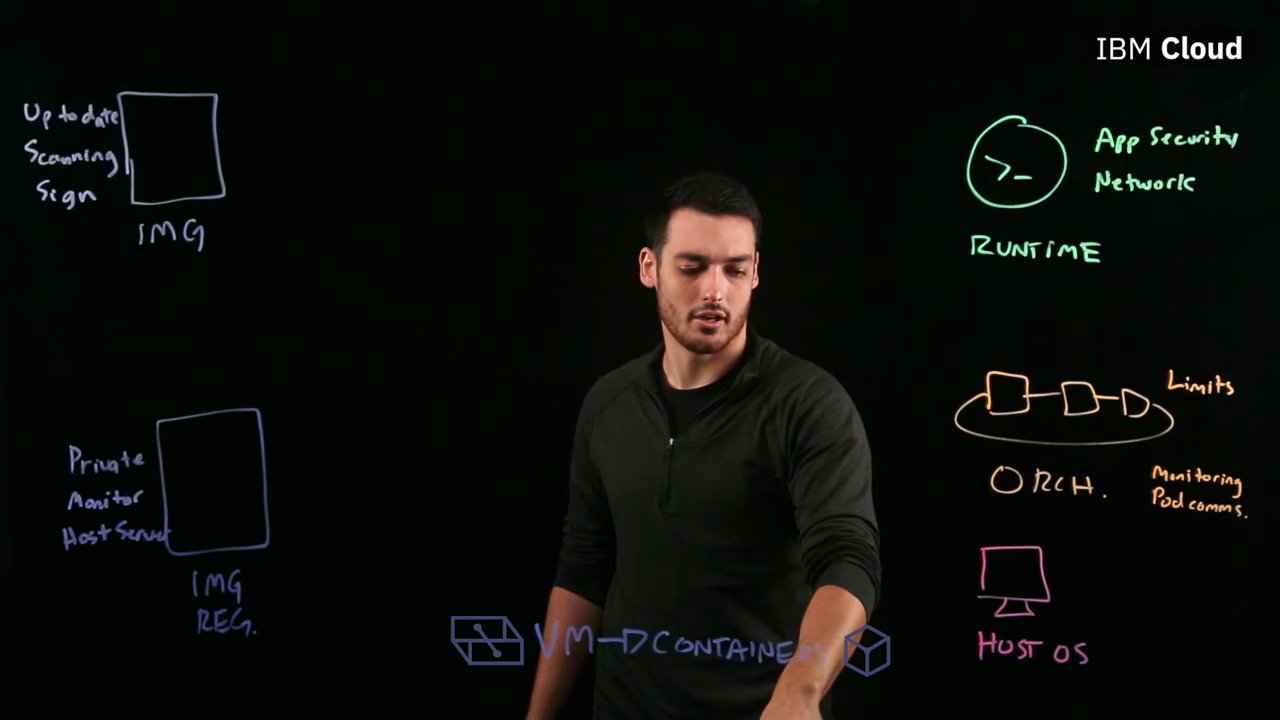 IBM Cloud
Up to date
Scanning
Sign
IMG
Private
Monitor
Host Server
IMG
REG.
VM→CONTAINERS
>_
App Security
Network
RUNTIME
Limits
ORCH.
Monitoring
Pod comms.
HOST OS